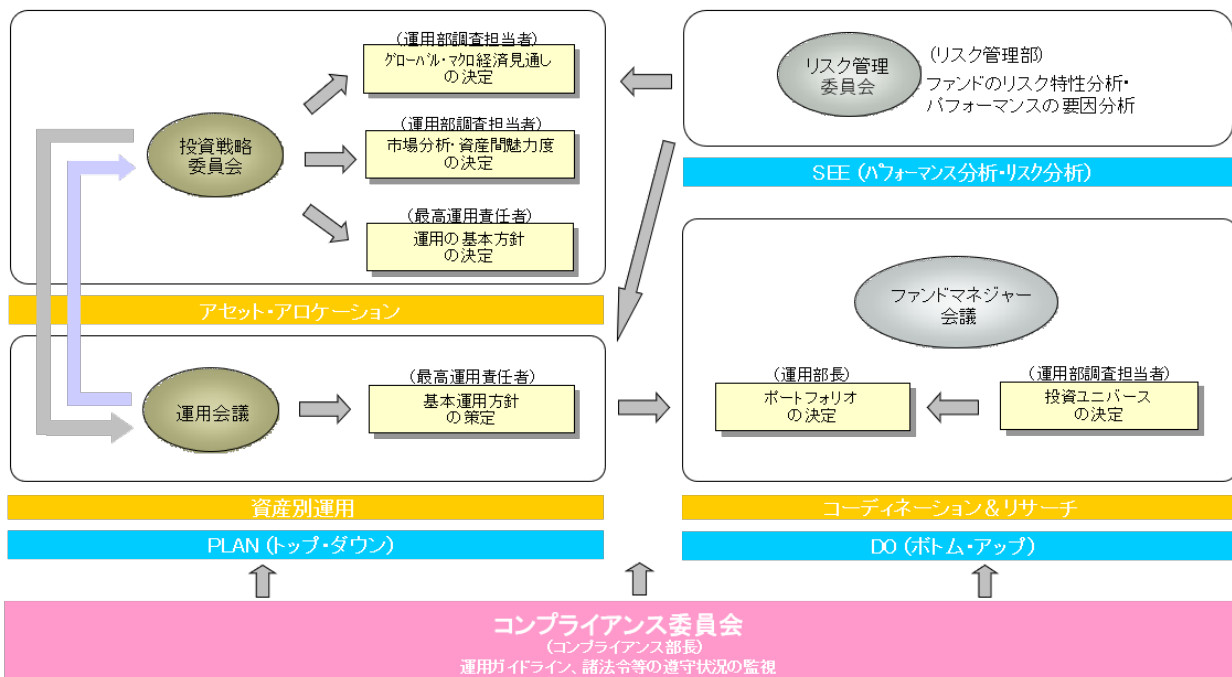 (運用部調査担当者)
グローバル・マクロ経済見通し
の決定
投資戦略
委員会
(運用部調査担当者)
市場分析・資産間魅力度
の決定
(最高運用責任者)
運用の基本方針
の決定
アセット・アロケーション
運用会議
(最高運用責任者)
基本運用方針
の策定
資産別運用
PLAN (トップ・ダウン)
リスク管理
委員会
(リスク管理部)
ファンドのリスク特性分析・
パフォーマンスの要因分析
SEE (パフォーマンス分析・リスク分析)
ファンドマネジャー
会議
(運用部長)
ポートフォリオ
の決定
(運用部調査担当者)
投資ユニバース
の決定
コーディネーション&リサーチ
DO (ボトム・アップ)
コンプライアンス委員会
(コンプライアンス部長)
運用ガイドライン、諸法令等の遵守状況の監視